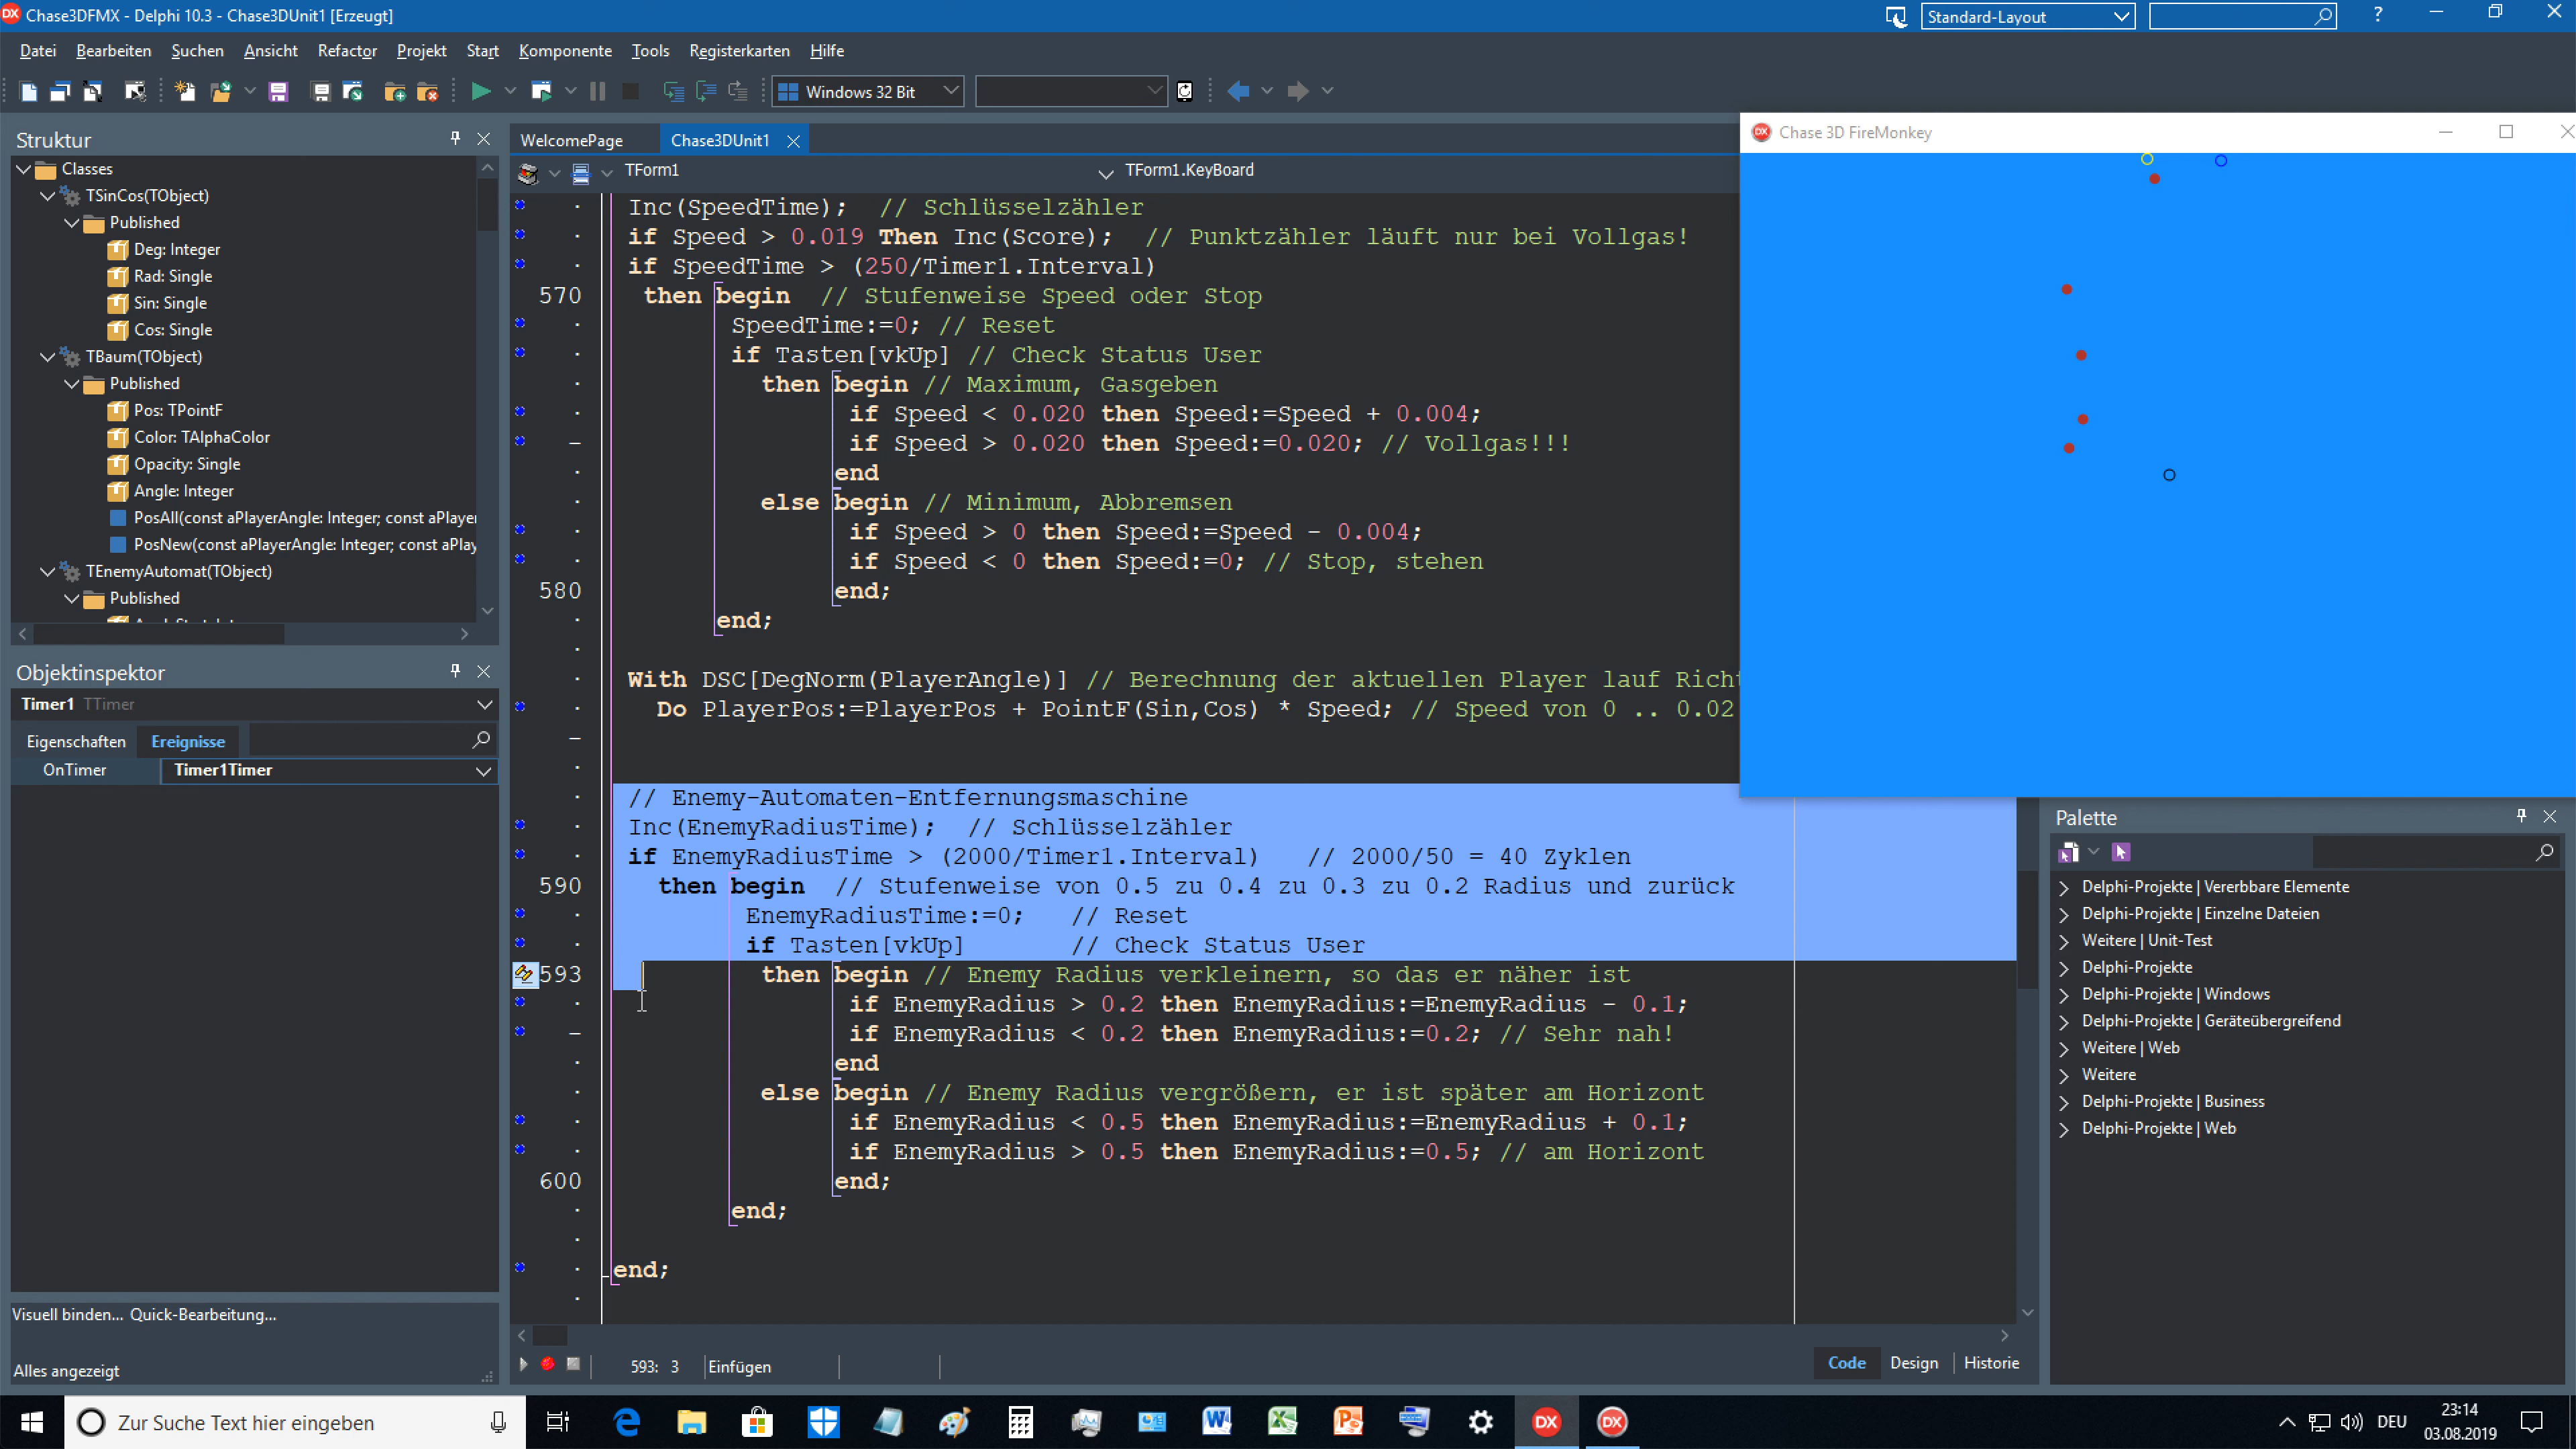 Chase3DFMX - Delphi 10.3 - Chase3DUnit1 [Erzeugt]
Standard-Layout
?
Datei Bearbeiten Suchen Ansicht Refactor Projekt Start Komponente Tools Registerkarten Hilfe
Windows 32 Bit
Struktur
Classes
TSinCos(TObject)
Published
Deg: Integer
Rad: Single
Sin: Single
Cos: Single
TBaum(TObject)
Published
Pos: TPointF
Color: TAlphaColor
Opacity: Single
Angle: Integer
PosAll(const aPlayerAngle: Integer; const aPlayer
PosNew(const aPlayerAngle: Integer; const aPlay
TEnemyAutomat(TObject)
Published
Objektinspektor
Timer1 TTimer
Eigenschaften Ereignisse
OnTimer Timer1Timer
Visuell binden... Quick-Bearbeitung...
Alles angezeigt
WelcomePage Chase3DUnit1
TForm1 TForm1.KeyBoard
Inc(SpeedTime); // Schlüsselzähler
if Speed > 0.019 Then Inc(Score); // Punktzähler läuft nur bei Vollgas!
if SpeedTime > (250/Timer1.Interval)
570 then begin // Stufenweise Speed oder Stop
SpeedTime:=0; // Reset
if Tasten[vkUp] // Check Status User
then begin // Maximum, Gasgeben
if Speed < 0.020 then Speed:=Speed + 0.004;
if Speed > 0.020 then Speed:=0.020; // Vollgas!!!
end
else begin // Minimum, Abbremsen
if Speed > 0 then Speed:=Speed - 0.004;
if Speed < 0 then Speed:=0; // Stop, stehen
580 end;
end;
With DSC[DegNorm(PlayerAngle)] // Berechnung der aktuellen Player lauf Richt
Do PlayerPos:=PlayerPos + PointF(Sin,Cos) * Speed; // Speed von 0 .. 0.02
// Enemy-Automaten-Entfernungsmaschine
Inc(EnemyRadiusTime); // Schlüsselzähler
if EnemyRadiusTime > (2000/Timer1.Interval) // 2000/50 = 40 Zyklen
590 then begin // Stufenweise von 0.5 zu 0.4 zu 0.3 zu 0.2 Radius und zurück
EnemyRadiusTime:=0; // Reset
if Tasten[vkUp] // Check Status User
593 then begin // Enemy Radius verkleinern, so das er näher ist
if EnemyRadius > 0.2 then EnemyRadius:=EnemyRadius - 0.1;
if EnemyRadius < 0.2 then EnemyRadius:=0.2; // Sehr nah!
end
else begin // Enemy Radius vergrößern, er ist später am Horizont
if EnemyRadius < 0.5 then EnemyRadius:=EnemyRadius + 0.1;
if EnemyRadius > 0.5 then EnemyRadius:=0.5; // am Horizont
600 end;
end;
end;
593: 3 Einfügen
Code Design Historie
Chase 3D FireMonkey
Palette
Delphi-Projekte | Vererbbare Elemente
Delphi-Projekte | Einzelne Dateien
Weitere | Unit-Test
Delphi-Projekte
Delphi-Projekte | Windows
Delphi-Projekte | Geräteübergreifend
Weitere | Web
Weitere
Delphi-Projekte | Business
Delphi-Projekte | Web
Zur Suche Text hier eingeben
DEU
23:14
03.08.2019